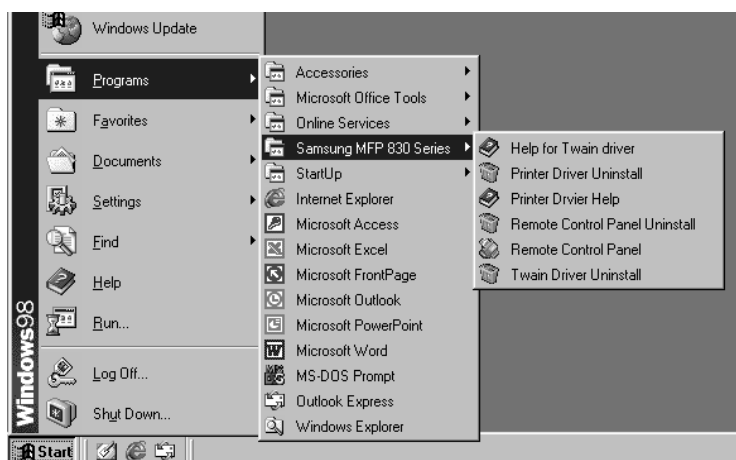 Windows Update
Programs
Favorites
Documents
Settings
Find
Help
Run...
Log Off...
Shut Down...
Windows98
Start
Accessories
Microsoft Office Tools
Online Services
Samsung MFP 830 Series
StartUp
Internet Explorer
Microsoft Access
Microsoft Excel
Microsoft FrontPage
Microsoft Outlook
Microsoft PowerPoint
Microsoft Word
MS-DOS Prompt
Outlook Express
Windows Explorer
Help for Twain driver
Printer Driver Uninstall
Printer Drvier Help
Remote Control Panel Uninstall
Remote Control Panel
Twain Driver Uninstall